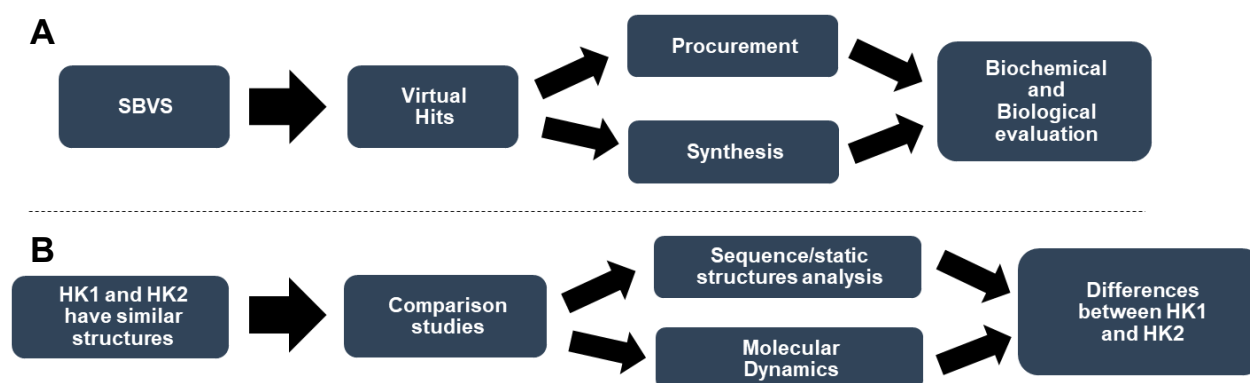 A
SBVS
Virtual
Hits
Procurement
Synthesis
Biochemical
and
Biological
evaluation
B
HK1 and HK2
have similar
structures
Comparison
studies
Sequence/static
structures analysis
Molecular
Dynamics
Differences
between HK1
and HK2